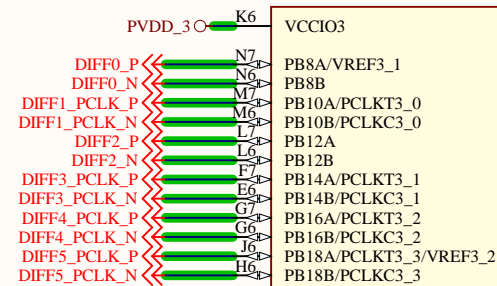 PVDD_3 K6 VCCIO3
DIFF0_P N7 PB8A/VREF3_1
DIFF0_N N6 PB8B
DIFF1_PCLK_P M7 PB10A/PCLKT3_0
DIFF1_PCLK_N M6 PB10B/PCLKC3_0
DIFF2_P L7 PB12A
DIFF2_N L6 PB12B
DIFF3_PCLK_P F7 PB14A/PCLKT3_1
DIFF3_PCLK_N E6 PB14B/PCLKC3_1
DIFF4_PCLK_P G7 PB16A/PCLKT3_2
DIFF4_PCLK_N G6 PB16B/PCLKC3_2
DIFF5_PCLK_P J6 PB18A/PCLKT3_3/VREF3_2
DIFF5_PCLK_N H6 PB18B/PCLKC3_3